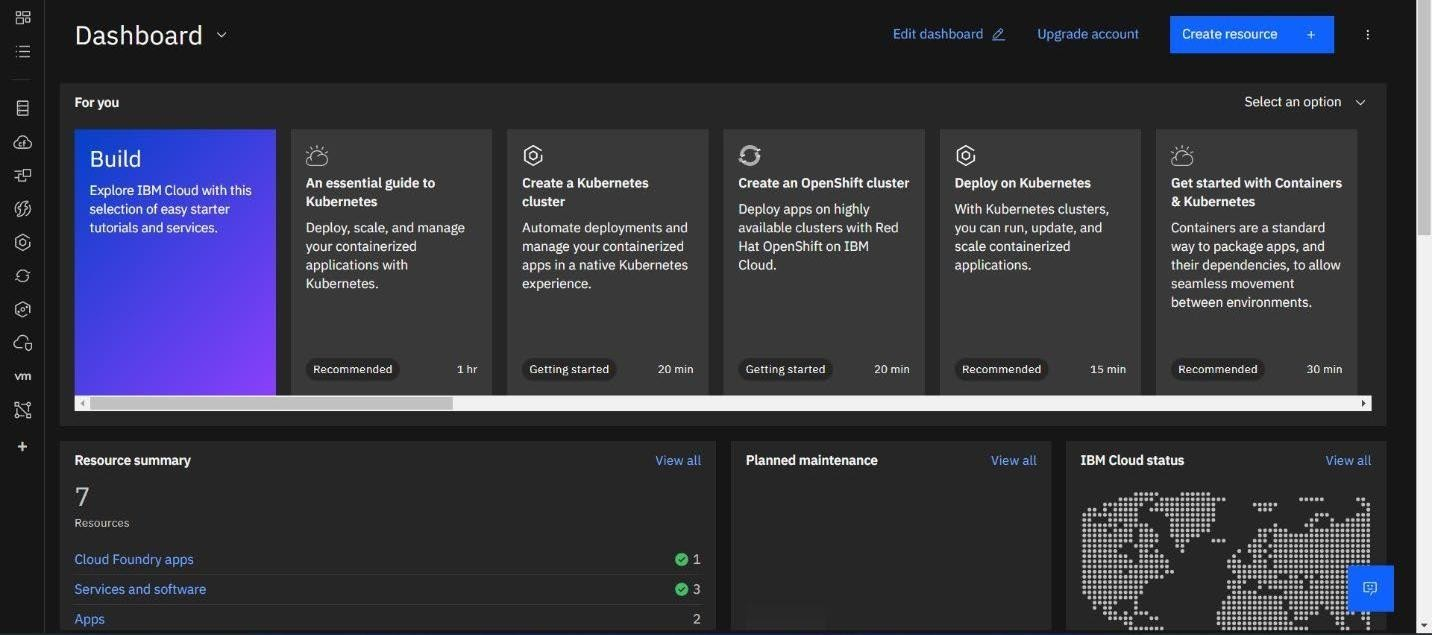 Dashboard
Edit dashboard
Upgrade account
Create resource +
For you
Select an option
Build
Explore IBM Cloud with this
selection of easy starter
tutorials and services.
An essential guide to
Kubernetes
Deploy, scale, and manage
your containerized
applications with
Kubernetes.
Recommended
1 hr
Create a Kubernetes
cluster
Automate deployments and
manage your containerized
apps in a native Kubernetes
experience.
Getting started
20 min
Create an OpenShift cluster
Deploy apps on highly
available clusters with Red
Hat OpenShift on IBM
Cloud.
Getting started
20 min
Deploy on Kubernetes
With Kubernetes clusters,
you can run, update, and
scale containerized
applications.
Recommended
15 min
Get started with Containers
& Kubernetes
Containers are a standard
way to package apps, and
their dependencies, to allow
seamless movement
between environments.
Recommended
30 min
cf
vm
+
Resource summary
View all
7
Resources
Cloud Foundry apps
1
Services and software
3
Apps
2
Planned maintenance
View all
IBM Cloud status
View all